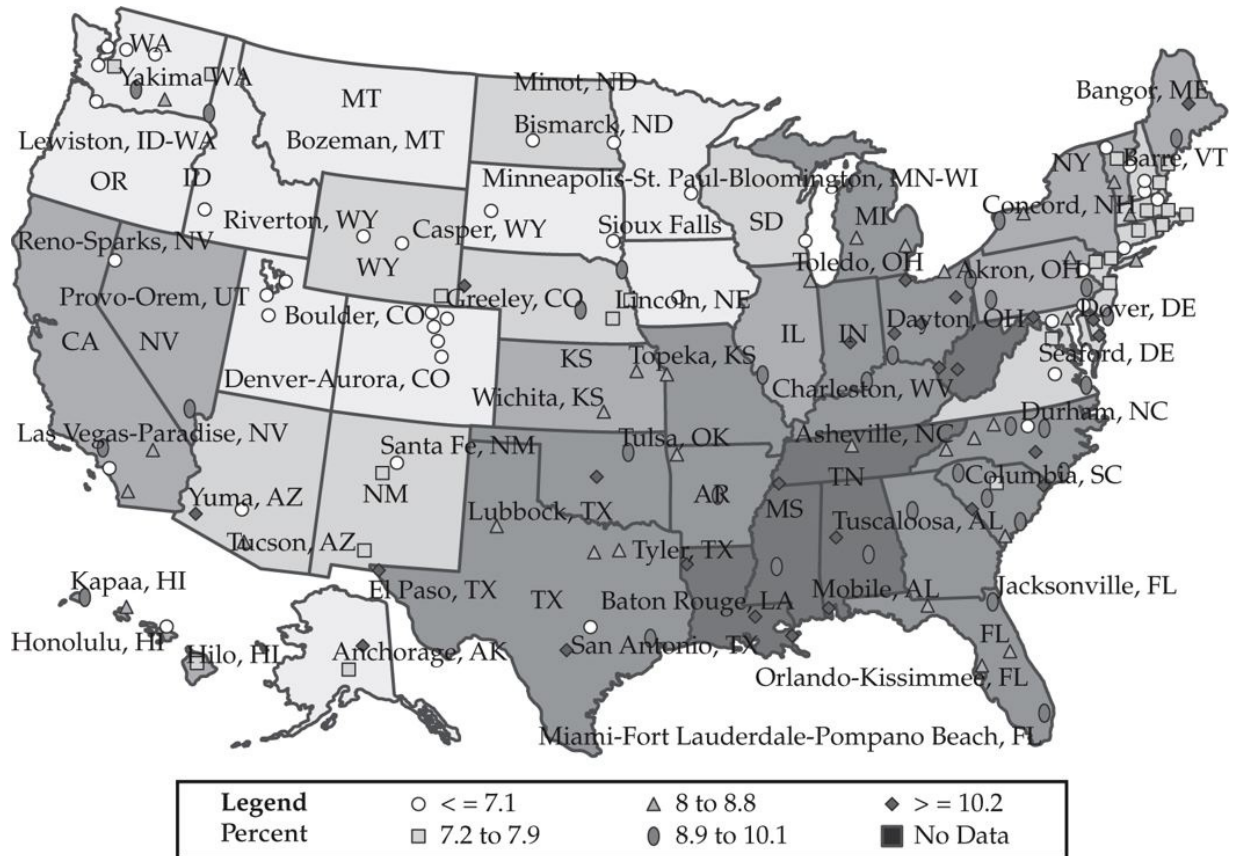 WA
Yakima WA
Minot, ND
Bangor, ME
MT
Bismarck, ND
Lewiston, ID-WA
Bozeman, MT
NY
Barre, VT
OR
ID
Minneapolis-St. Paul-Bloomington, MN-WI
Riverton, WY
Casper, WY
Sioux Falls
SD
MI
Concord, NH
Reno-Sparks, NV
WY
Toledo, OH
Akron, OH
Provo-Orem, UT
Boulder, CO
Greeley, CO
Lincoln, NE
Dayton, OH
Dover, DE
CA
NV
KS
Topeka, KS
IL
IN
Seaford, DE
Denver-Aurora, CO
Wichita, KS
Charleston, WV
Las Vegas-Paradise, NV
Santa Fe, NM
Tulsa, OK
Asheville, NC
Durham, NC
Yuma, AZ
NM
AR
TN
Columbia, SC
Tucson, AZ
Lubbock, TX
MS
Tuscaloosa, AL
Tyler, TX
Kapaa, HI
El Paso, TX
TX
Baton Rouge, LA
Mobile, AL
Jacksonville, FL
Honolulu, HI
Hilo, HI
Anchorage, AK
San Antonio, TX
FL
Orlando-Kissimmee, FL
Miami-Fort Lauderdale-Pompano Beach, FL
Legend < = 7.1 8 to 8.8 > = 10.2
Percent 7.2 to 7.9 8.9 to 10.1 No Data